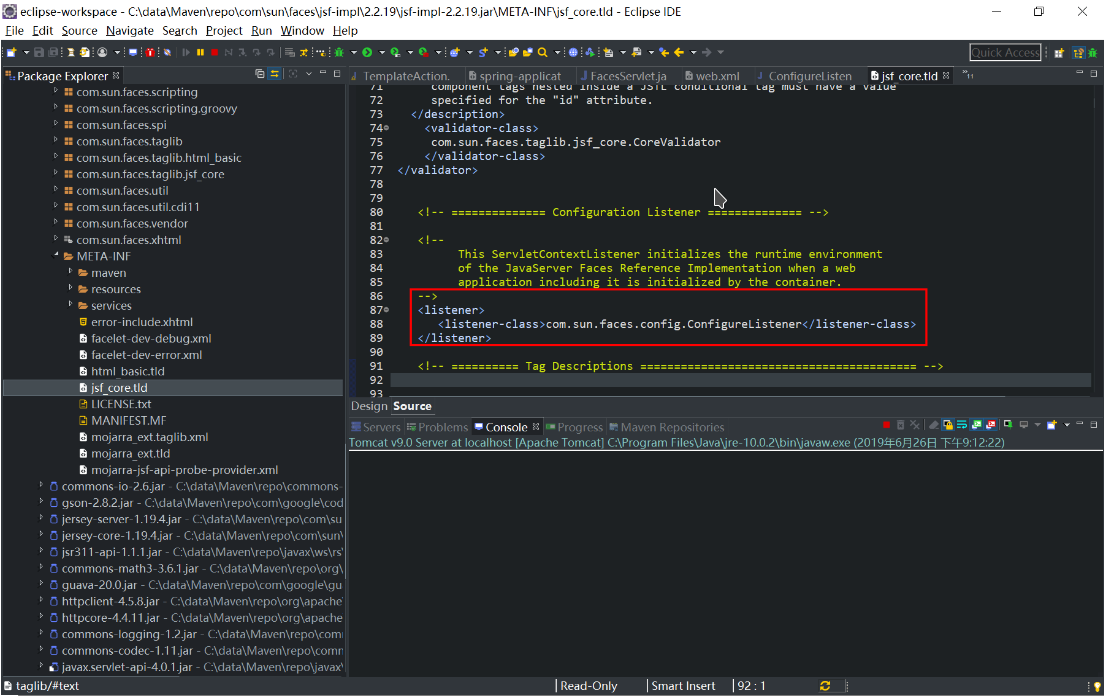 eclipse-workspace - C:\data\Maven\repo\com\sun\faces\jsf-impl\2.2.19\jsf-impl-2.2.19.jar\META-INF\jsf_core.tld - Eclipse IDE
File Edit Source Navigate Search Project Run Window Help
Quick Access
Package Explorer
TemplateAction. spring-applicat FacesServlet.ja web.xml ConfigureListen jsf_core.tld »11
com.sun.faces.scripting
com.sun.faces.scripting.groovy
com.sun.faces.spi
com.sun.faces.taglib
com.sun.faces.taglib.html_basic
com.sun.faces.taglib.jsf_core
com.sun.faces.util
com.sun.faces.util.cdi11
com.sun.faces.vendor
com.sun.faces.xhtml
META-INF
maven
resources
services
error-include.xhtml
facelet-dev-debug.xml
facelet-dev-error.xml
html_basic.tld
jsf_core.tld
LICENSE.txt
MANIFEST.MF
mojarra_ext.taglib.xml
mojarra_ext.tld
mojarra-jsf-api-probe-provider.xml
commons-io-2.6.jar - C:\data\Maven\repo\commons-
gson-2.8.2.jar - C:\data\Maven\repo\com\google\cod
jersey-server-1.19.4.jar - C:\data\Maven\repo\com\su
jersey-core-1.19.4.jar - C:\data\Maven\repo\com\sun\
jsr311-api-1.1.1.jar - C:\data\Maven\repo\javax\ws\rs\
commons-math3-3.6.1.jar - C:\data\Maven\repo\org\
guava-20.0.jar - C:\data\Maven\repo\com\google\gu
httpclient-4.5.8.jar - C:\data\Maven\repo\org\apache\
httpcore-4.4.11.jar - C:\data\Maven\repo\org\apache\
commons-logging-1.2.jar - C:\data\Maven\repo\com
commons-codec-1.11.jar - C:\data\Maven\repo\comm
javax.servlet-api-4.0.1.jar - C:\data\Maven\repo\javax\
71 component tags nested inside a JSTL conditional tag must have a value
72 specified for the "id" attribute.
73 </description>
74 <validator-class>
75 com.sun.faces.taglib.jsf_core.CoreValidator
76 </validator-class>
77 </validator>
78
79
80 <!-- ============== Configuration Listener ============== -->
81
82 <!--
83 This ServletContextListener initializes the runtime environment
84 of the JavaServer Faces Reference Implementation when a web
85 application including it is initialized by the container.
86 -->
87 <listener>
88 <listener-class>com.sun.faces.config.ConfigureListener</listener-class>
89 </listener>
90
91 <!-- ========== Tag Descriptions ========================================= -->
92
93
Design Source
Servers Problems Console Progress Maven Repositories
Tomcat v9.0 Server at localhost [Apache Tomcat] C:\Program Files\Java\jre-10.0.2\bin\javaw.exe (2019年6月26日 下午9:12:22)
taglib/#text Read-Only Smart Insert 92 : 1